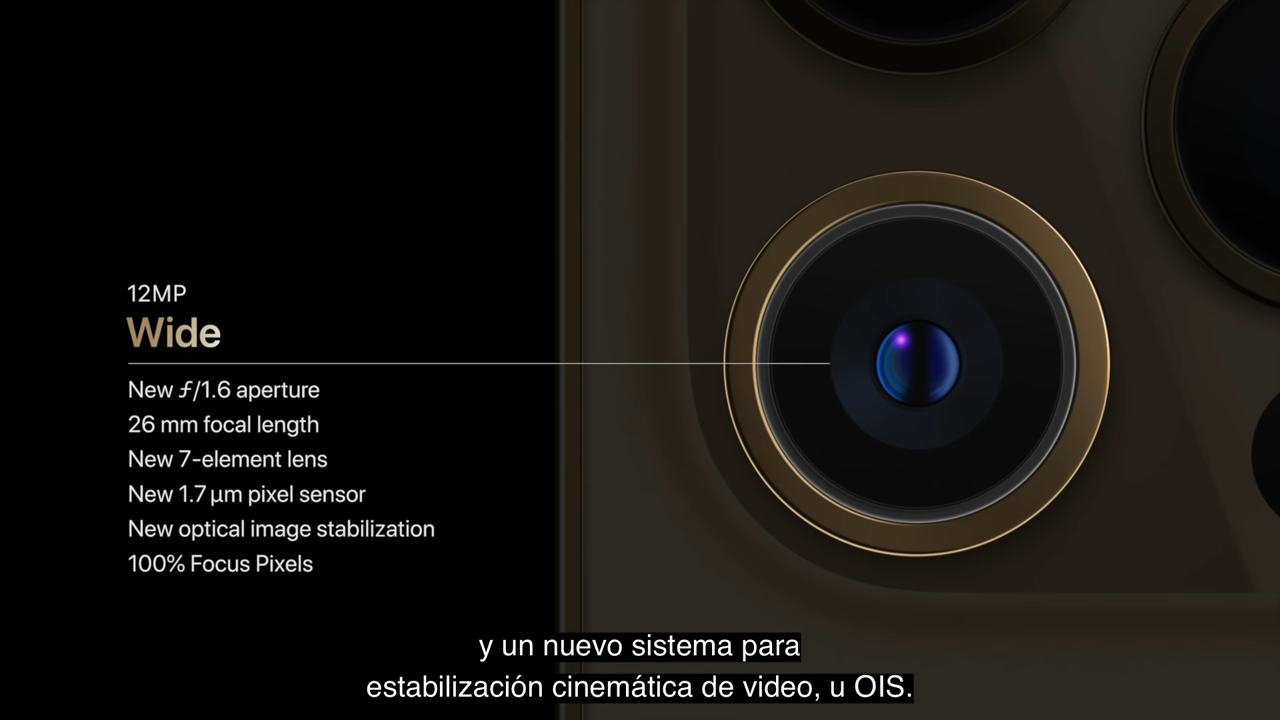 12MP
Wide
New ƒ/1.6 aperture
26 mm focal length
New 7-element lens
New 1.7 µm pixel sensor
New optical image stabilization
100% Focus Pixels
y un nuevo sistema para
estabilización cinemática de video, u OIS.